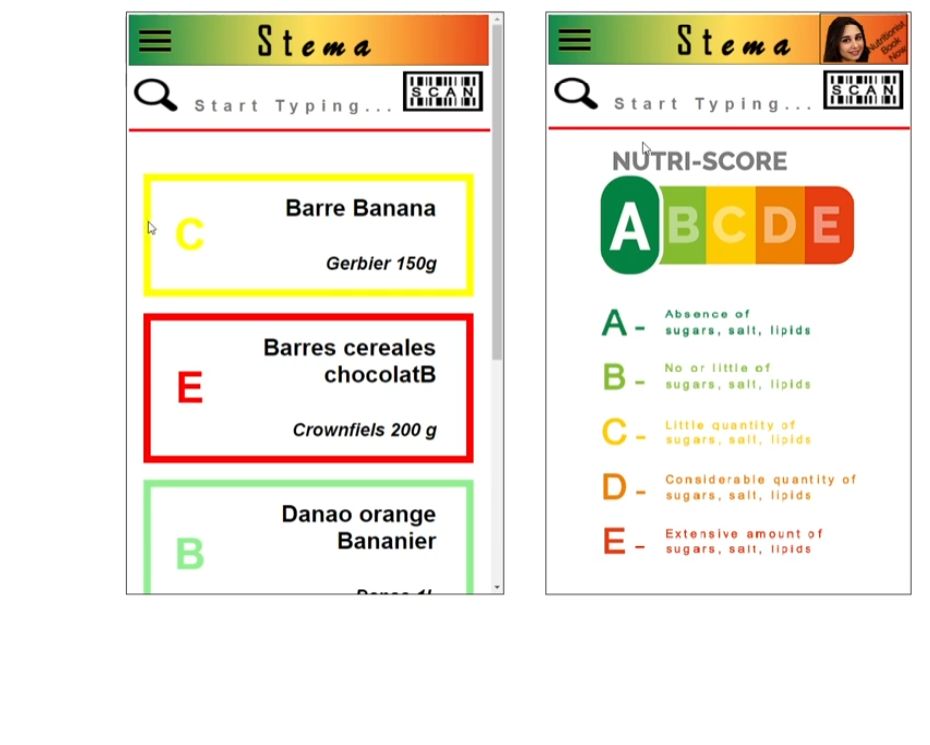 Stema
Start Typing...
SCAN
C
Barre Banana
Gerbier 150g
E
Barres cereales
chocolatB
Crownfiels 200 g
B
Danao orange
Bananier
Stema
Nutritionist
Book
Now
Start Typing...
SCAN
NUTRI-SCORE
A B C D E
A - Absence of
sugars, salt, lipids
B - No or little of
sugars, salt, lipids
C - Little quantity of
sugars, salt, lipids
D - Considerable quantity of
sugars, salt, lipids
E - Extensive amount of
sugars, salt, lipids